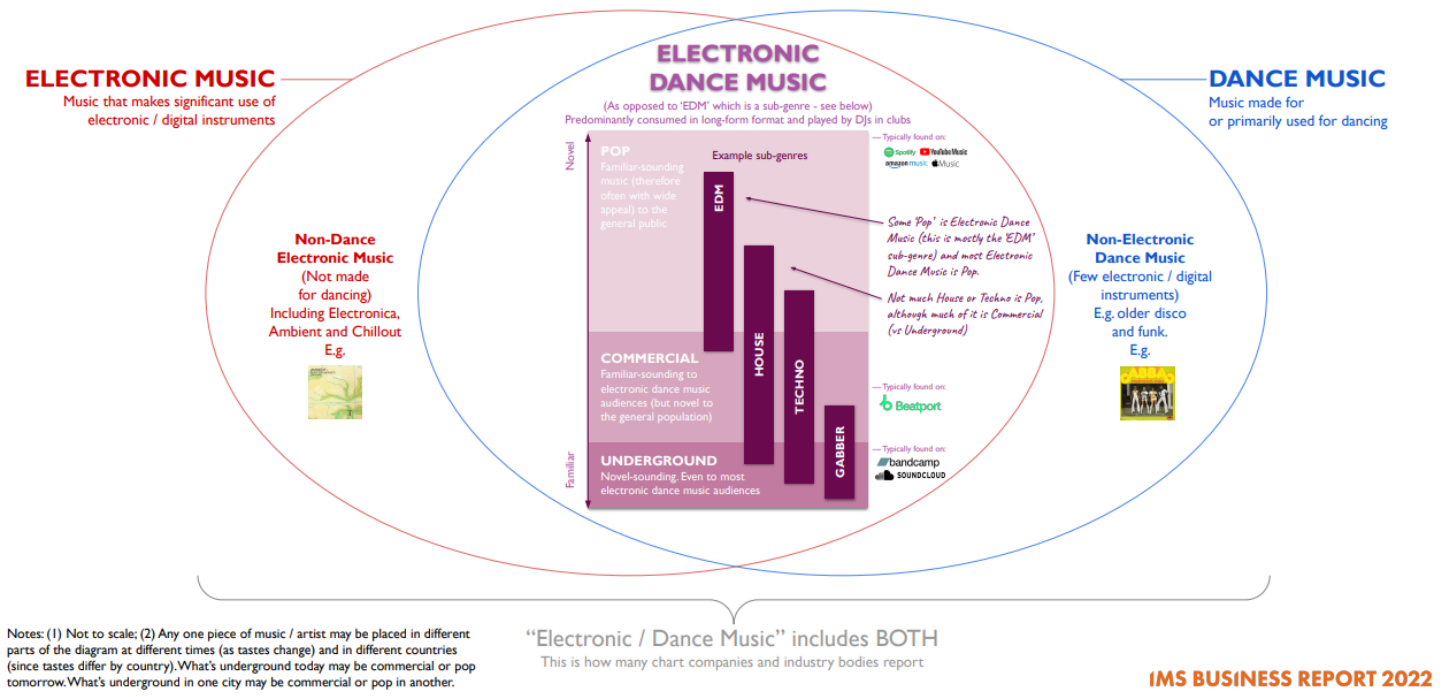 ELECTRONIC MUSIC
Music that makes significant use of
electronic / digital instruments
ELECTRONIC
DANCE MUSIC
(As opposed to 'EDM' which is a sub-genre - see below)
Predominantly consumed in long-form format and played by DJs in clubs
DANCE MUSIC
Music made for
or primarily used for dancing
Non-Dance
Electronic Music
(Not made
for dancing)
Including Electronica,
Ambient and Chillout
E.g.
Novel
Familiar
POP
Familiar-sounding
music (therefore
often with wide
appeal) to the
general public
Example sub-genres
EDM
HOUSE
TECHNO
GABBER
COMMERCIAL
Familiar-sounding to
electronic dance music
audiences (but novel to
the general population)
UNDERGROUND
Novel-sounding. Even to most
electronic dance music audiences
— Typically found on:
Spotify YouTube Music
amazon music Music
Some 'Pop' is Electronic Dance
Music (this is mostly the 'EDM'
sub-genre) and most Electronic
Dance Music is Pop.
Not much House or Techno is Pop,
although much of it is Commercial
(vs Underground)
— Typically found on:
Beatport
— Typically found on:
bandcamp
SOUNDCLOUD
Non-Electronic
Dance Music
(Few electronic / digital
instruments)
E.g. older disco
and funk.
E.g.
ABBA
"Electronic / Dance Music" includes BOTH
This is how many chart companies and industry bodies report
Notes: (1) Not to scale; (2) Any one piece of music / artist may be placed in different
parts of the diagram at different times (as tastes change) and in different countries
(since tastes differ by country). What's underground today may be commercial or pop
tomorrow. What's underground in one city may be commercial or pop in another.
IMS BUSINESS REPORT 2022